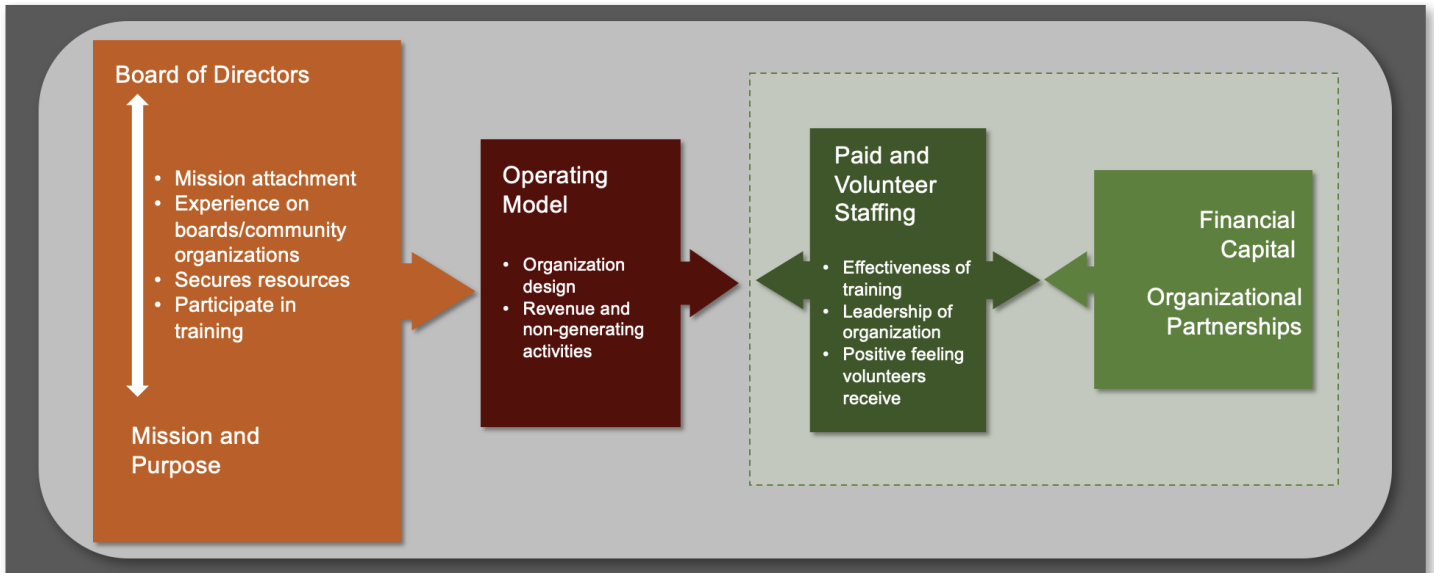 Board of Directors
• Mission attachment
• Experience on
boards/community
organizations
• Secures resources
• Participate in
training
Mission and
Purpose
Operating
Model
• Organization
design
• Revenue and
non-generating
activities
Paid and
Volunteer
Staffing
• Effectiveness of
training
• Leadership of
organization
• Positive feeling
volunteers
receive
Financial
Capital
Organizational
Partnerships